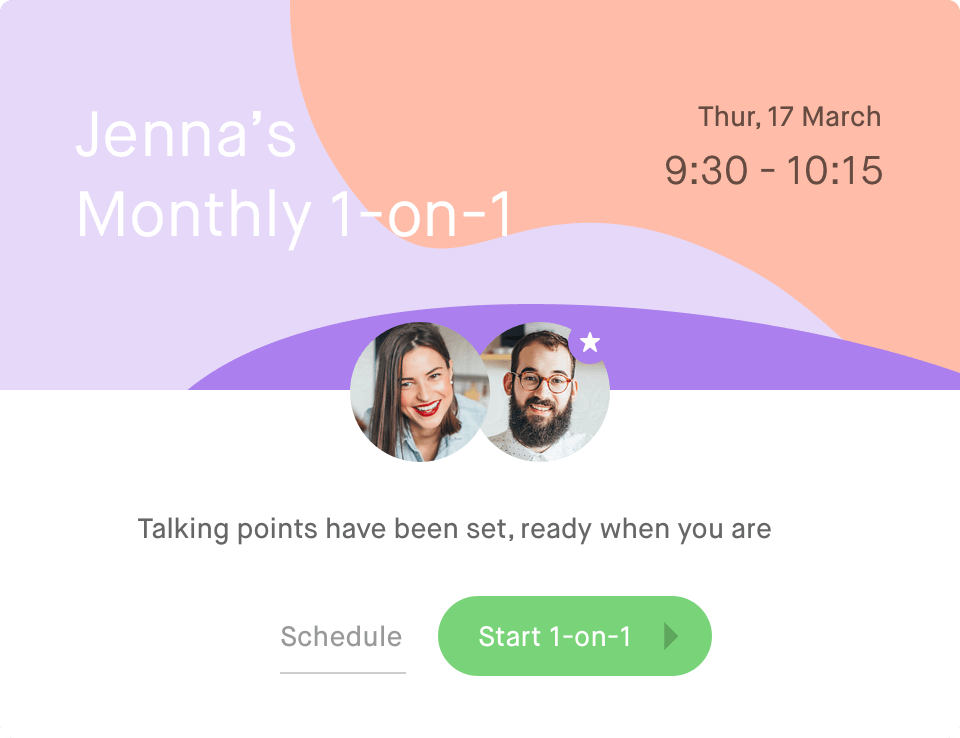 Jenna’s
Monthly 1-on-1
Thur, 17 March
9:30 - 10:15
Talking points have been set, ready when you are
Schedule
Start 1-on-1